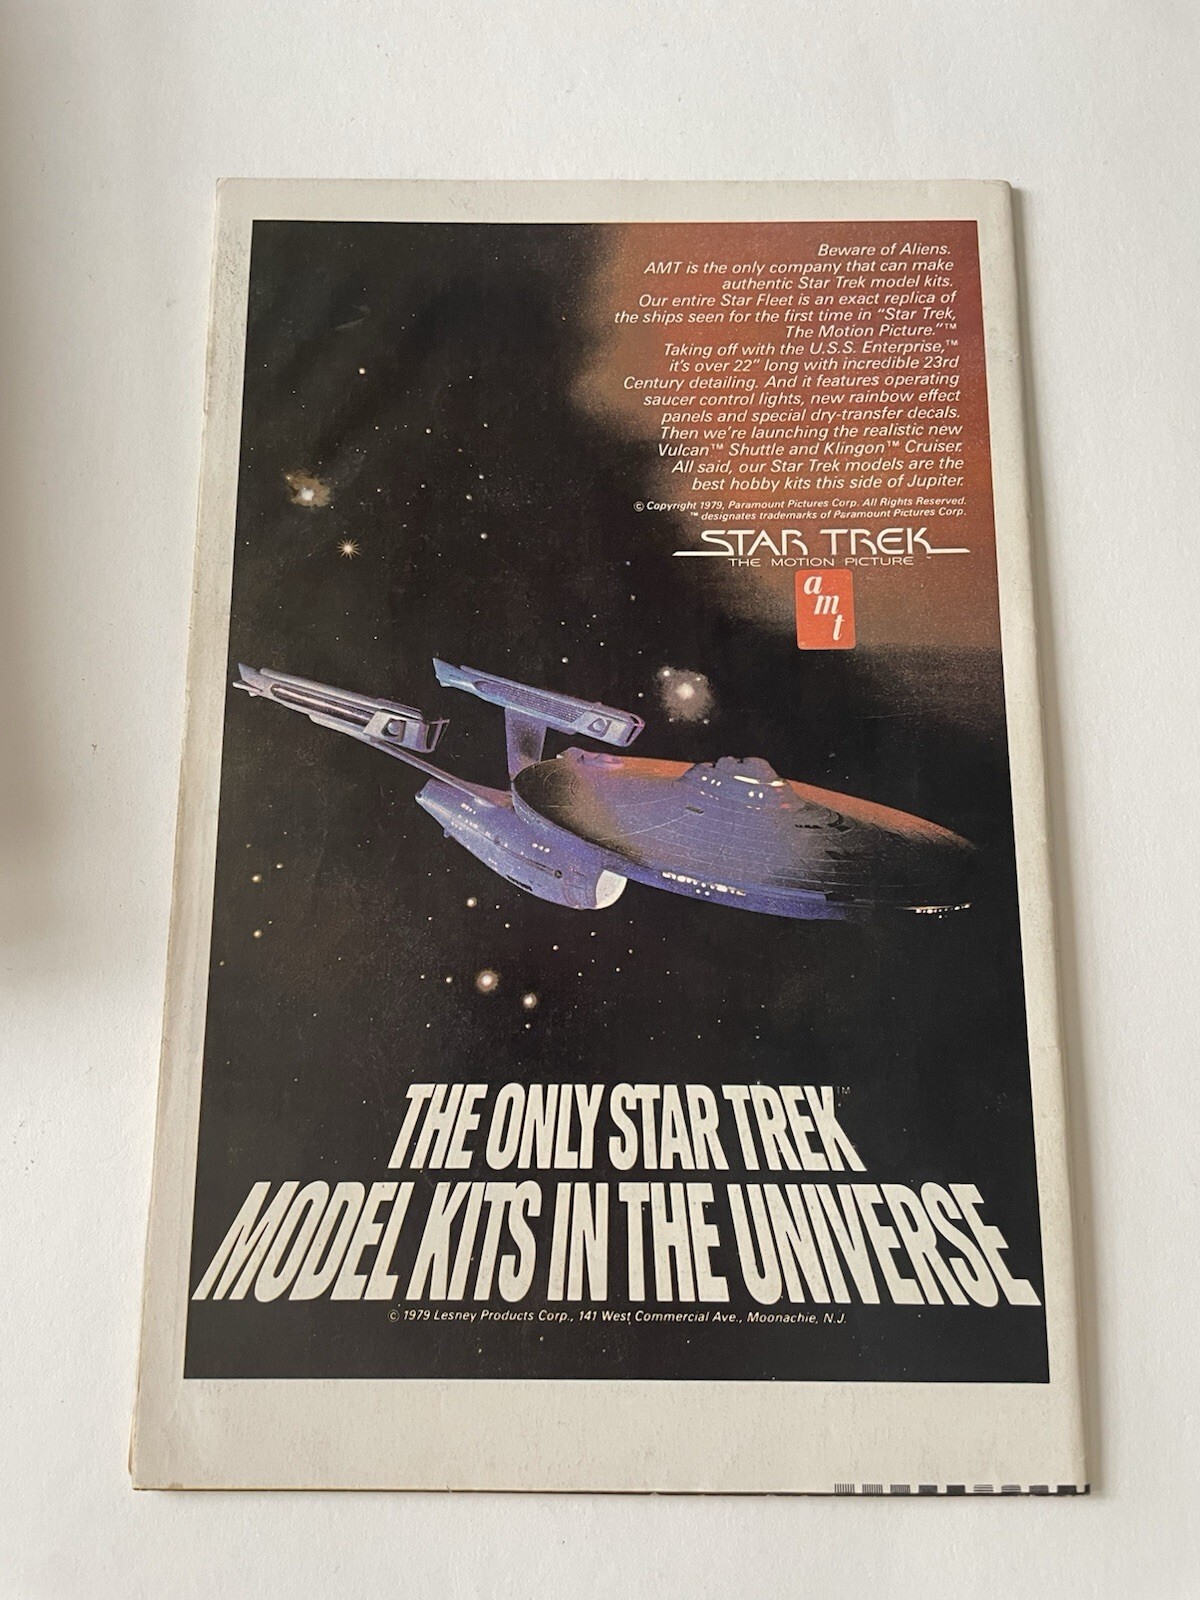 Beware of Aliens.
AMT is the only company that can make
authentic Star Trek model kits.
Our entire Star Fleet is an exact replica of
the ships seen for the first time in "Star Trek,
The Motion Picture."™
Taking off with the U.S.S. Enterprise,™
it's over 22" long with incredible 23rd
Century detailing. And it features operating
saucer control lights, new rainbow effect
panels and special dry-transfer decals.
Then we're launching the realistic new
Vulcan™ Shuttle and Klingon™ Cruiser.
All said, our Star Trek models are the
best hobby kits this side of Jupiter.
© Copyright 1979, Paramount Pictures Corp. All Rights Reserved.
™ designates trademarks of Paramount Pictures Corp.
STAR TREK
THE MOTION PICTURE™
amt
THE ONLY STAR TREK™
MODEL KITS IN THE UNIVERSE
© 1979 Lesney Products Corp., 141 West Commercial Ave., Moonachie, N.J.